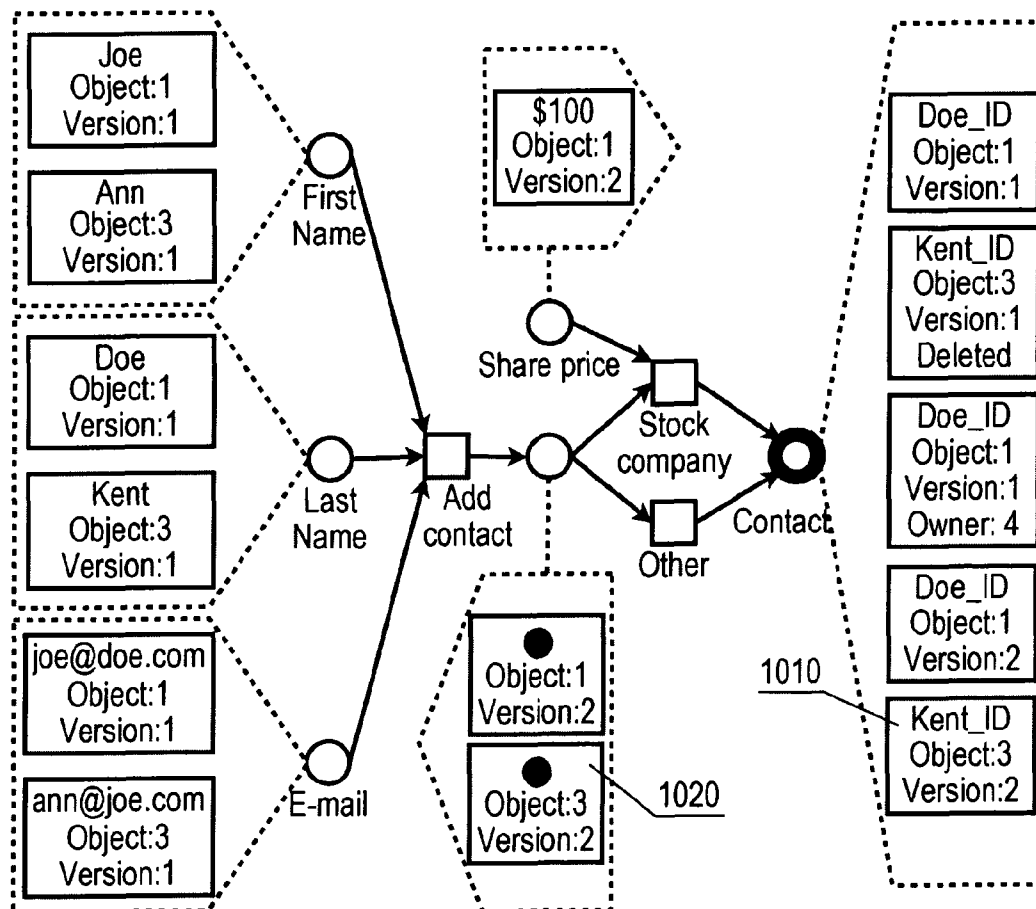 Joe
Object:1
Version:1
Ann
Object:3
Version:1
First
Name
Doe
Object:1
Version:1
Kent
Object:3
Version:1
Last
Name
joe@doe.com
Object:1
Version:1
ann@joe.com
Object:3
Version:1
E-mail
Add
contact
$100
Object:1
Version:2
Share price
Stock
company
Other
Object:1
Version:2
Object:3
Version:2
1020
Contact
Doe_ID
Object:1
Version:1
Kent_ID
Object:3
Version:1
Deleted
Doe_ID
Object:1
Version:1
Owner: 4
Doe_ID
Object:1
Version:2
1010
Kent_ID
Object:3
Version:2